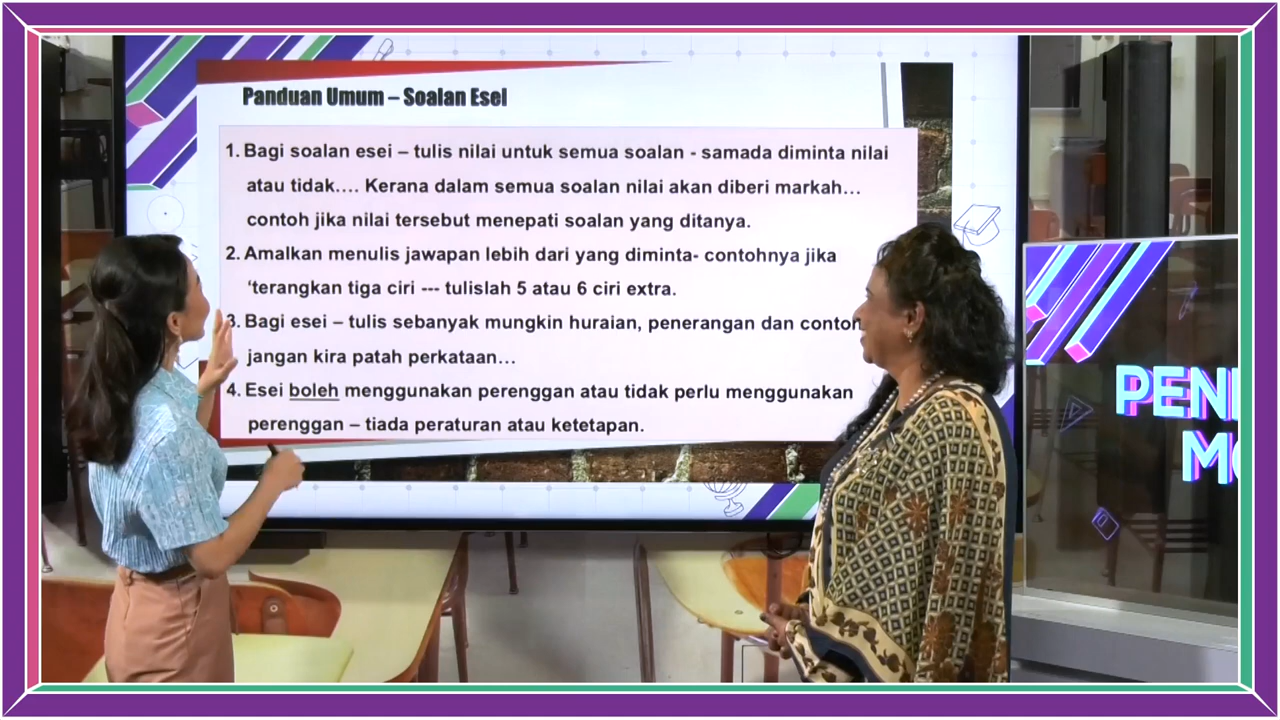 Panduan Umum – Soalan Esei
1. Bagi soalan esei – tulis nilai untuk semua soalan - samada diminta nilai
atau tidak…. Kerana dalam semua soalan nilai akan diberi markah…
contoh jika nilai tersebut menepati soalan yang ditanya.
2. Amalkan menulis jawapan lebih dari yang diminta- contohnya jika
‘terangkan tiga ciri --- tulislah 5 atau 6 ciri extra.
3. Bagi esei – tulis sebanyak mungkin huraian, penerangan dan contoh
jangan kira patah perkataan…
4. Esei boleh menggunakan perenggan atau tidak perlu menggunakan
perenggan – tiada peraturan atau ketetapan.